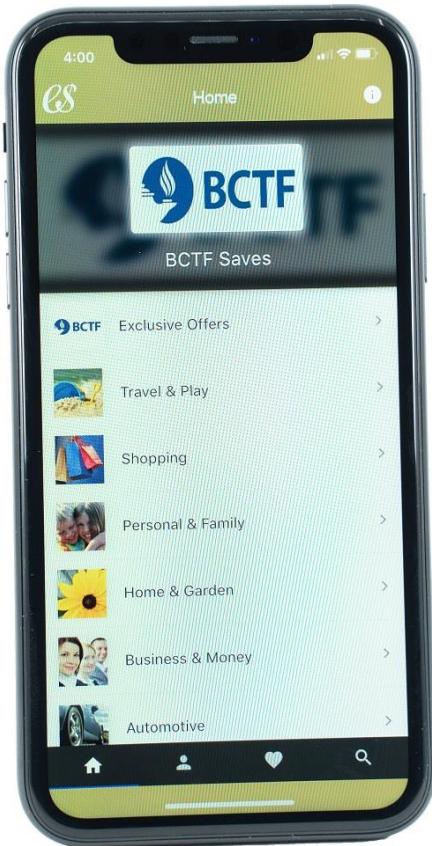 4:00
es
Home
BCTF
BCTF Saves
BCTF
Exclusive Offers
Travel & Play
Shopping
Personal & Family
Home & Garden
Business & Money
Automotive